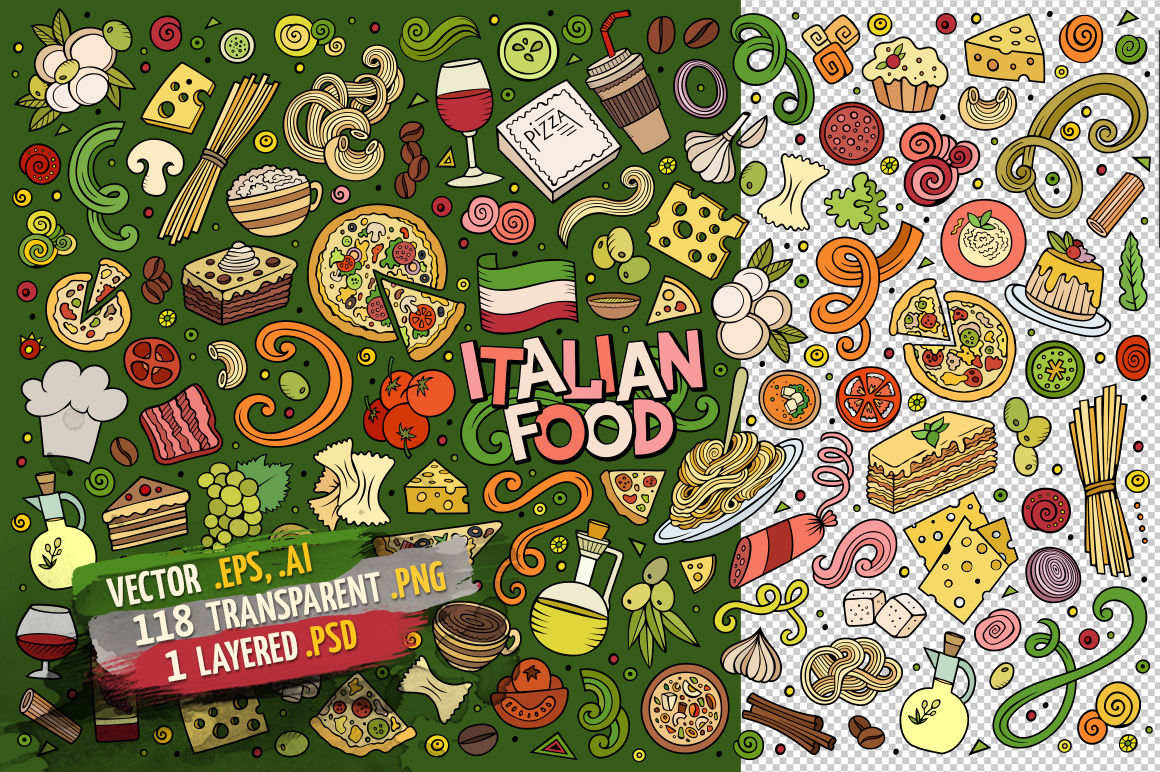 PIZZA
ITALIAN
FOOD
VECTOR .EPS, .AI
118 TRANSPARENT .PNG
1 LAYERED .PSD